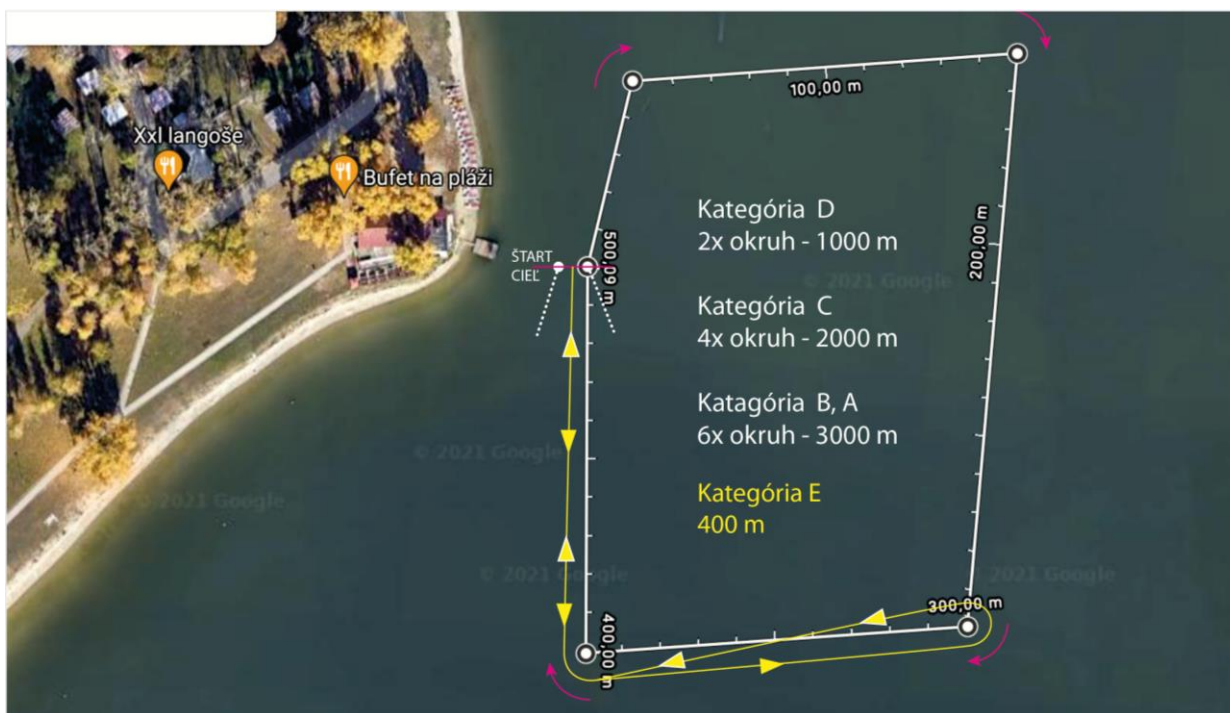 100,00 m
Xxl langoše
Bufet na pláži
Kategória D
2x okruh - 1000 m
200,00 m
500,09 m
ŠTART
CIEĽ
© 2021 Google
Kategória C
4x okruh - 2000 m
Katagória B, A
6x okruh - 3000 m
© 2021 Google
© 2021 Google
Kategória E
400 m
© 2021 Google
2021 Google
300,00 m
400,00 m